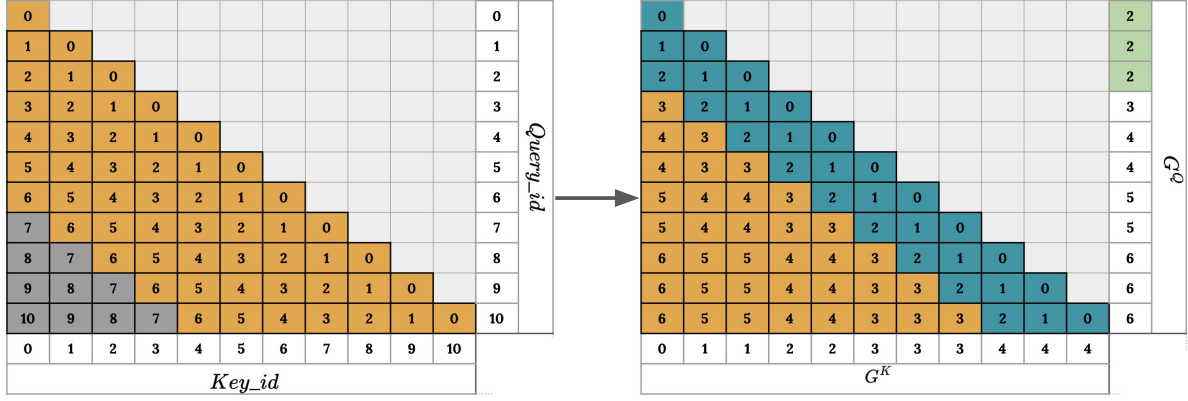 0 0
1 0 1
2 1 0 2
3 2 1 0 3
4 3 2 1 0 4
5 4 3 2 1 0 5
6 5 4 3 2 1 0 6
7 6 5 4 3 2 1 0 7
8 7 6 5 4 3 2 1 0 8
9 8 7 6 5 4 3 2 1 0 9
10 9 8 7 6 5 4 3 2 1 0 10
0 1 2 3 4 5 6 7 8 9 10
Query_id
Key_id
0 2
1 0 2
2 1 0 2
3 2 1 0 3
4 3 2 1 0 4
4 3 3 2 1 0 4
5 4 4 3 2 1 0 5
5 4 4 3 3 2 1 0 5
6 5 5 4 4 3 2 1 0 6
6 5 5 4 4 3 3 2 1 0 6
6 5 5 4 4 3 3 3 2 1 0 6
0 1 1 2 2 3 3 3 4 4 4
G^Q
G^K